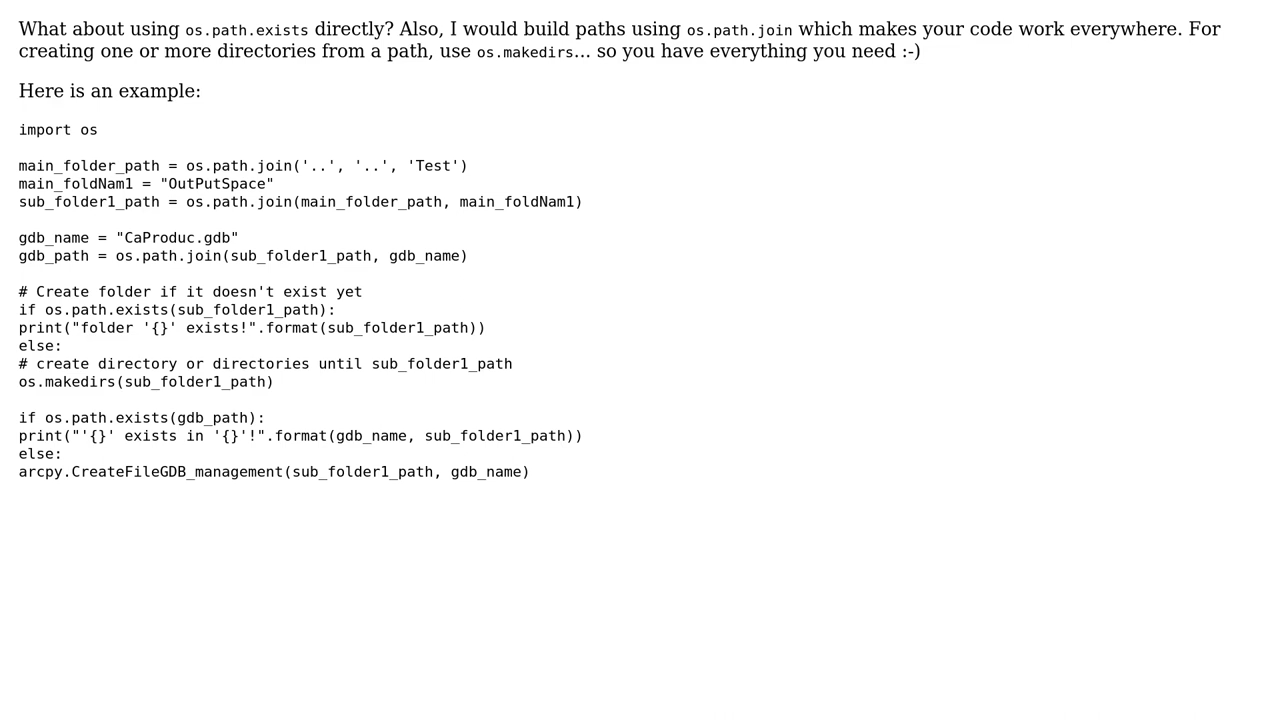 What about using os.path.exists directly? Also, I would build paths using os.path.join which makes your code work everywhere. For
creating one or more directories from a path, use os.makedirs... so you have everything you need :-)
Here is an example:
import os
main_folder_path = os.path.join('..', '..', 'Test')
main_foldNam1 = "OutPutSpace"
sub_folder1_path = os.path.join(main_folder_path, main_foldNam1)
gdb_name = "CaProduc.gdb"
gdb_path = os.path.join(sub_folder1_path, gdb_name)
# Create folder if it doesn't exist yet
if os.path.exists(sub_folder1_path):
print("folder '{}' exists!".format(sub_folder1_path))
else:
# create directory or directories until sub_folder1_path
os.makedirs(sub_folder1_path)
if os.path.exists(gdb_path):
print("'{}' exists in '{}'!".format(gdb_name, sub_folder1_path))
else:
arcpy.CreateFileGDB_management(sub_folder1_path, gdb_name)